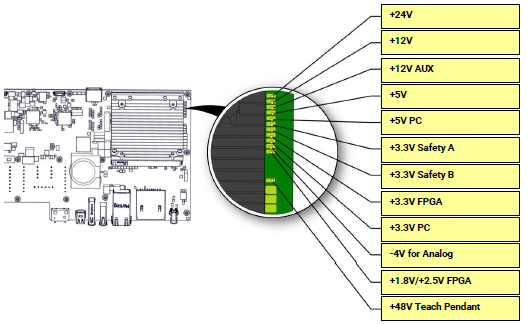 +24V
+12V
+12V AUX
+5V
+5V PC
+3.3V Safety A
+3.3V Safety B
+3.3V FPGA
+3.3V PC
-4V for Analog
+1.8V/+2.5V FPGA
+48V Teach Pendant